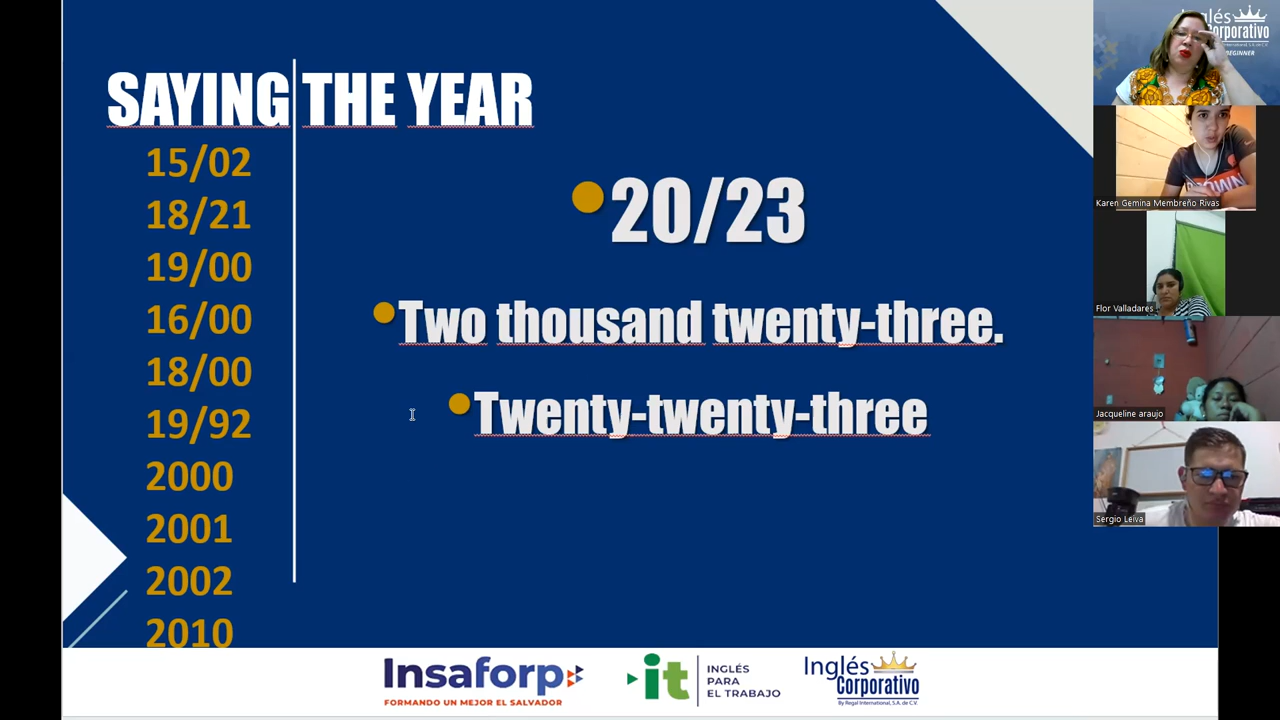 SAYING THE YEAR
15/02
18/21
19/00
16/00
18/00
19/92
2000
2001
2002
2010
20/23
Two thousand twenty-three.
Twenty-twenty-three
Insaforp
FORMANDO UN MEJOR EL SALVADOR
it
INGLÉS
PARA
EL TRABAJO
Inglés
Corporativo
By Regal International, S.A. de C.V.
Karen Gemina Membreño Rivas
Flor Valladares
Jacqueline araujo
Sergio Leiva